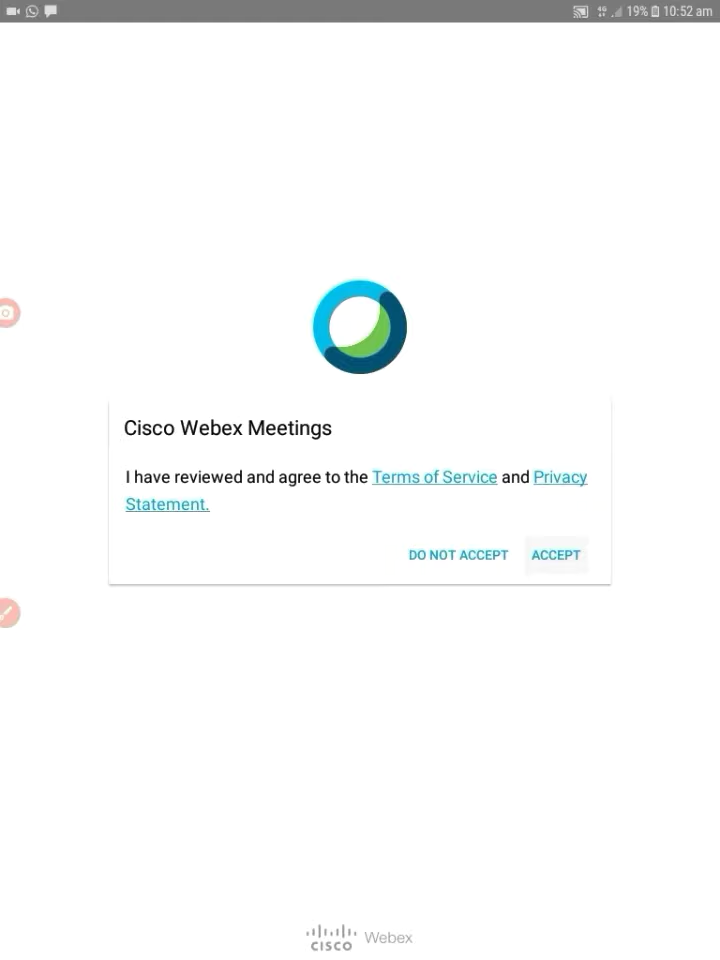 4G 19% 10:52 am
Cisco Webex Meetings
I have reviewed and agree to the Terms of Service and Privacy
Statement.
DO NOT ACCEPT ACCEPT
CISCO Webex